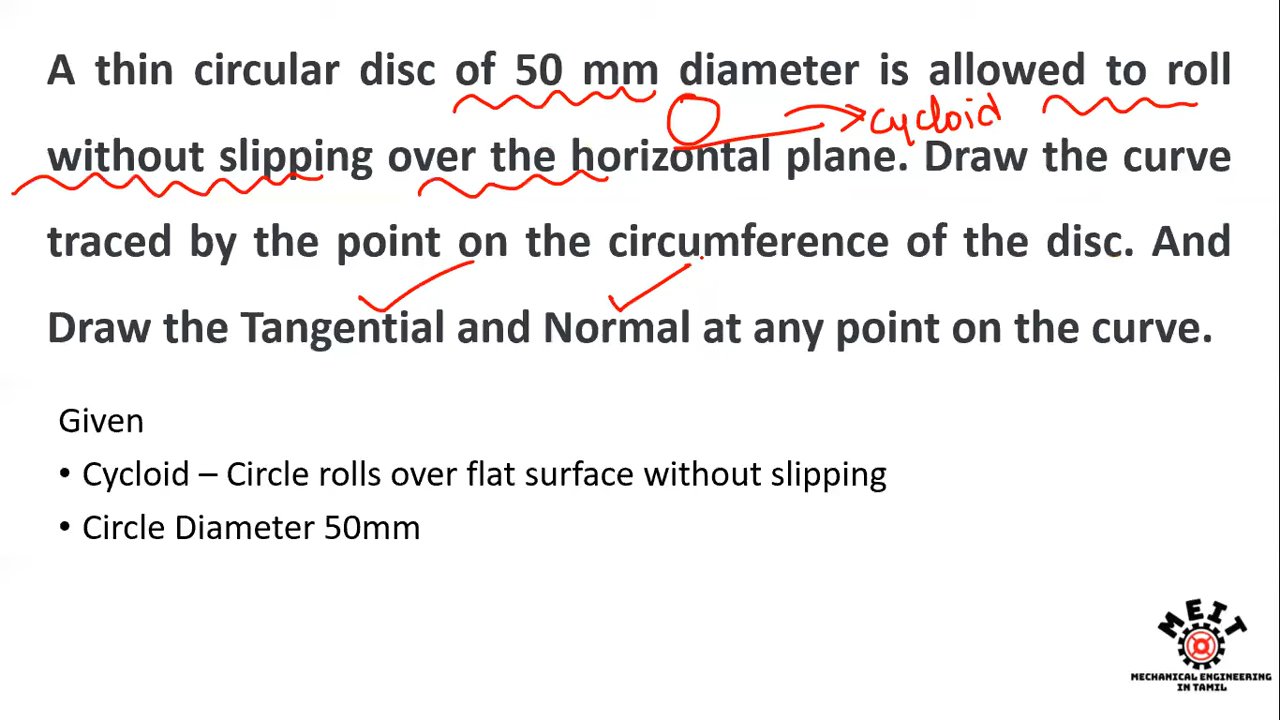 A thin circular disc of 50 mm diameter is allowed to roll
cycloid
without slipping over the horizontal plane. Draw the curve
traced by the point on the circumference of the disc. And
Draw the Tangential and Normal at any point on the curve.
Given
• Cycloid – Circle rolls over flat surface without slipping
• Circle Diameter 50mm
MEIT
MECHANICAL ENGINEERING
IN TAMIL